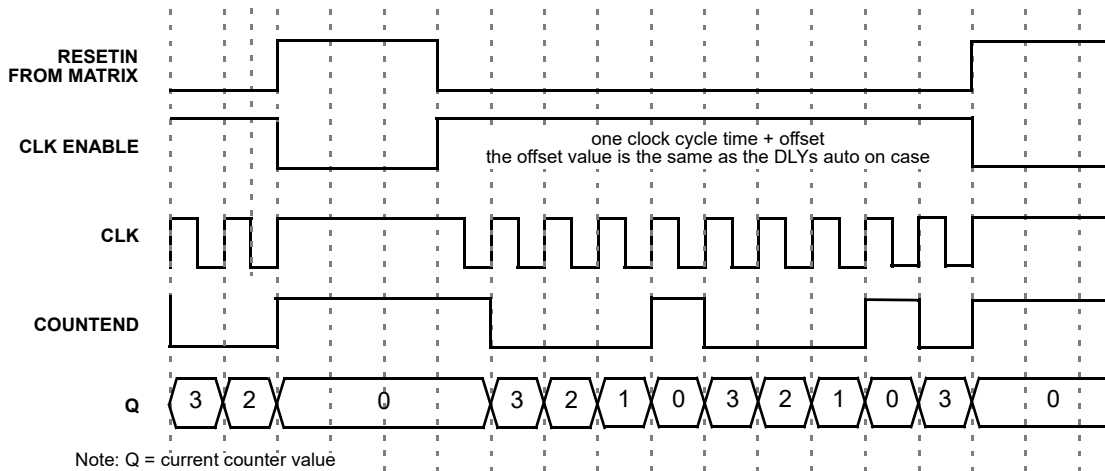 RESETIN
FROM MATRIX
CLK ENABLE
one clock cycle time + offset
the offset value is the same as the DLYs auto on case
CLK
COUNTEND
Q
3 2 0 3 2 1 0 3 2 1 0 3 0
Note: Q = current counter value